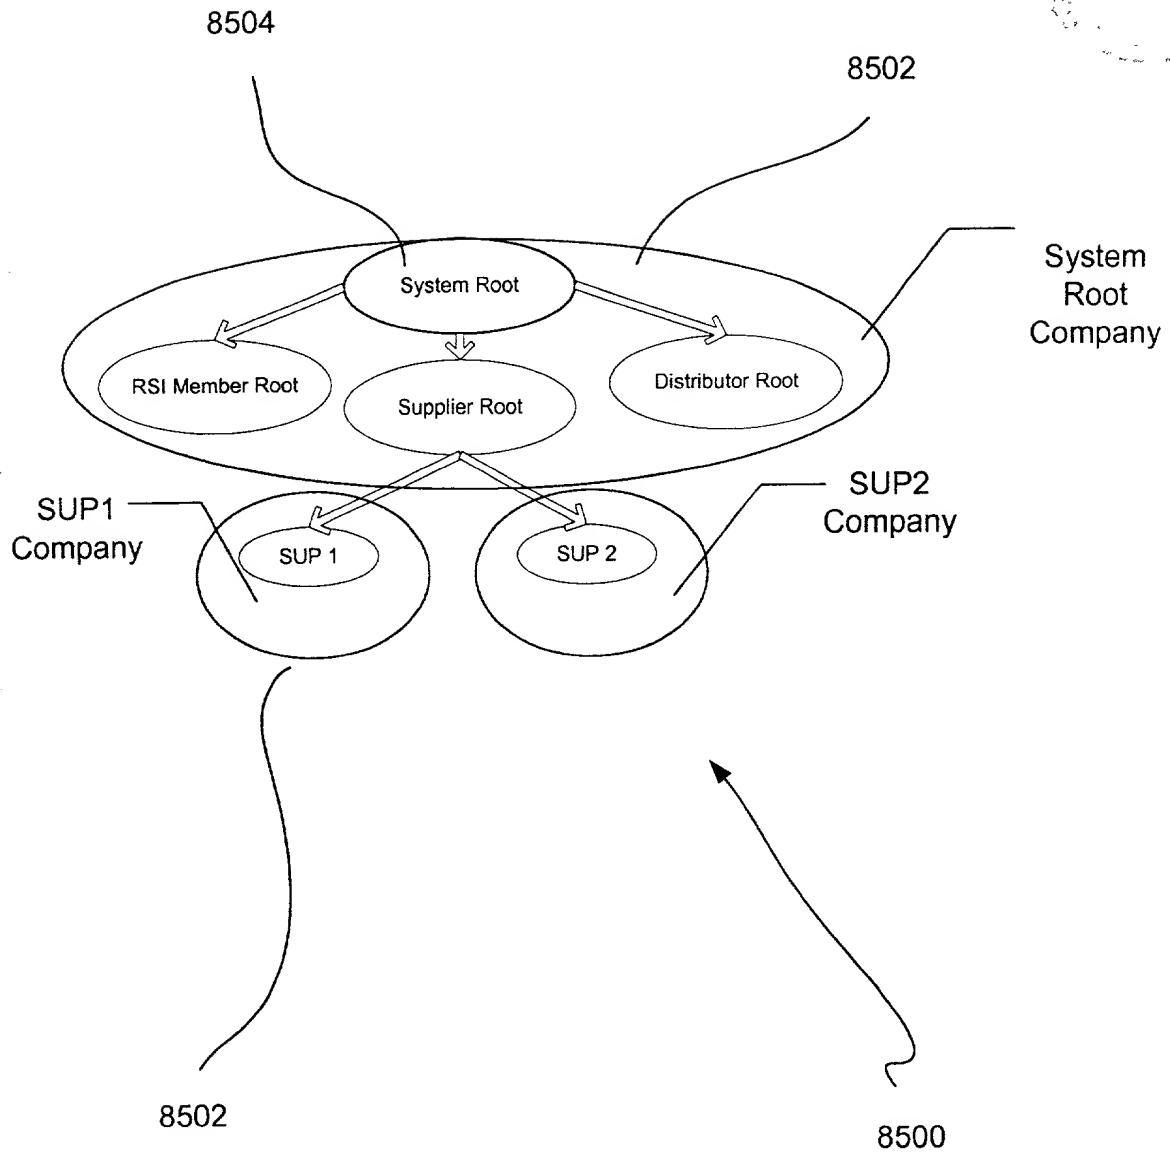 8504
8502
System
Root
Company
System Root
RSI Member Root
Supplier Root
Distributor Root
SUP1
Company
SUP2
Company
SUP 1
SUP 2
8502
8500